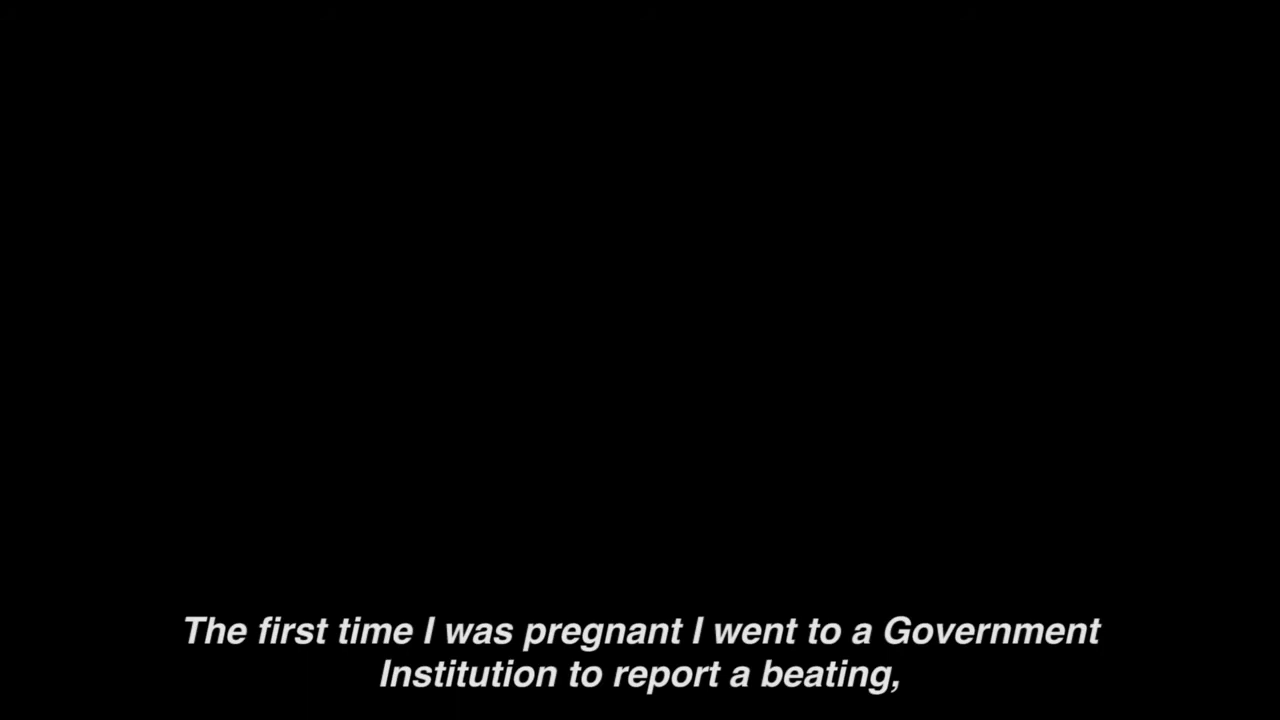 The first time I was pregnant I went to a Government
Institution to report a beating,